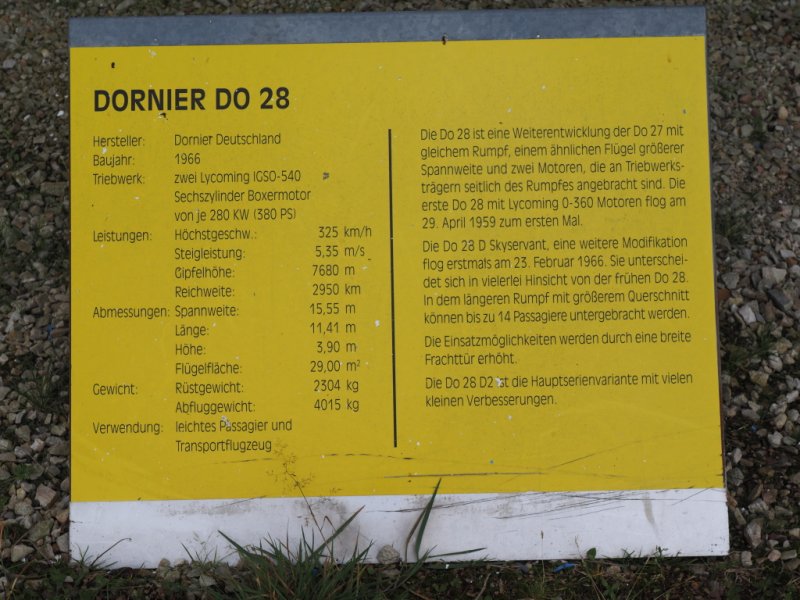 DORNIER DO 28
Hersteller: Dornier Deutschland
Baujahr: 1966
Triebwerk: zwei Lycoming IGSO-540
Sechszylinder Boxermotor
von je 280 KW (380 PS)
Leistungen: Höchstgeschw.: 325 km/h
Steigleistung: 5,35 m/s
Gipfelhöhe: 7680 m
Reichweite: 2950 km
Abmessungen: Spannweite: 15,55 m
Länge: 11,41 m
Höhe: 3,90 m
Flügelfläche: 29,00 m²
Gewicht: Rüstgewicht: 2304 kg
Abfluggewicht: 4015 kg
Verwendung: leichtes Passagier und
Transportflugzeug
Die Do 28 ist eine Weiterentwicklung der Do 27 mit
gleichem Rumpf, einem ähnlichen Flügel größerer
Spannweite und zwei Motoren, die an Triebwerks-
trägern seitlich des Rumpfes angebracht sind. Die
erste Do 28 mit Lycoming O-360 Motoren flog am
29. April 1959 zum ersten Mal.
Die Do 28 D Skyservant, eine weitere Modifikation
flog erstmals am 23. Februar 1966. Sie unterschei-
det sich in vielerlei Hinsicht von der frühen Do 28.
In dem längeren Rumpf mit größerem Querschnitt
können bis zu 14 Passagiere untergebracht werden.
Die Einsatzmöglichkeiten werden durch eine breite
Frachttür erhöht.
Die Do 28 D2 ist die Hauptserienvariante mit vielen
kleinen Verbesserungen.